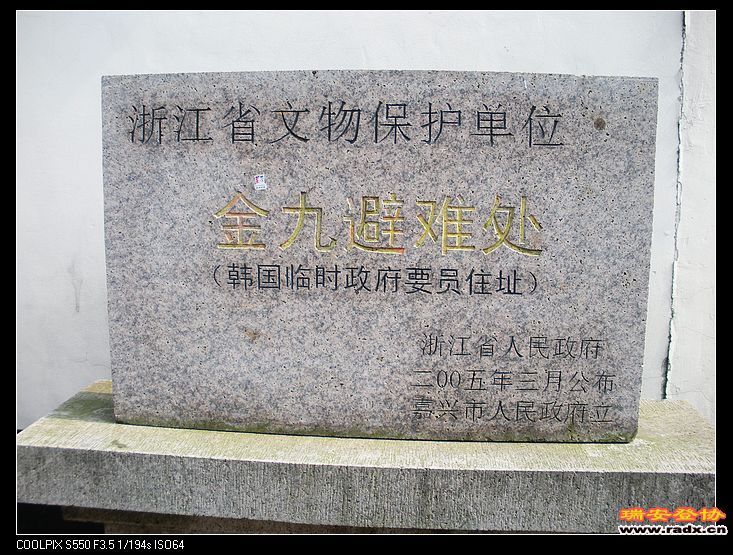 浙江省文物保护单位
金九避难处
（韩国临时政府要员住址）
浙江省人民政府
二00五年三月公布
嘉兴市人民政府立
瑞安登协
www.radx.cn
COOLPIX S550 F3.5 1/194s ISO64